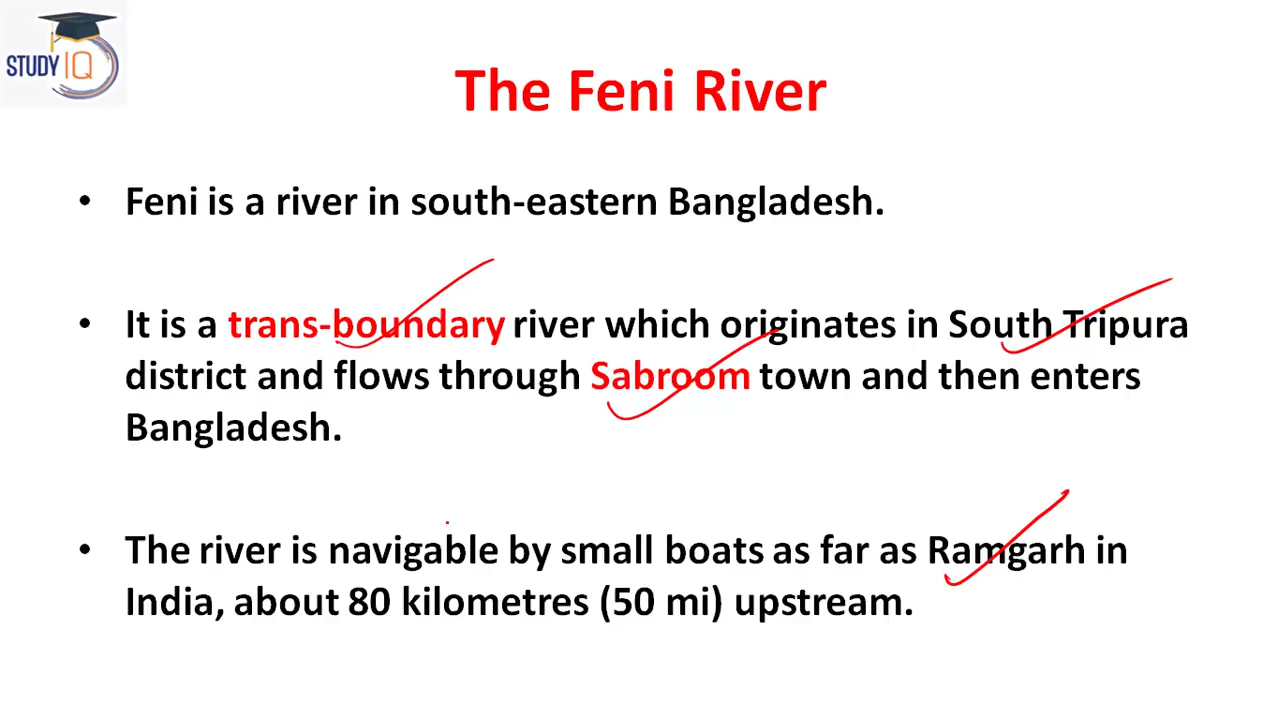 STUDY IQ
The Feni River
• Feni is a river in south-eastern Bangladesh.
• It is a trans-boundary river which originates in South Tripura
district and flows through Sabroom town and then enters
Bangladesh.
• The river is navigable by small boats as far as Ramgarh in
India, about 80 kilometres (50 mi) upstream.